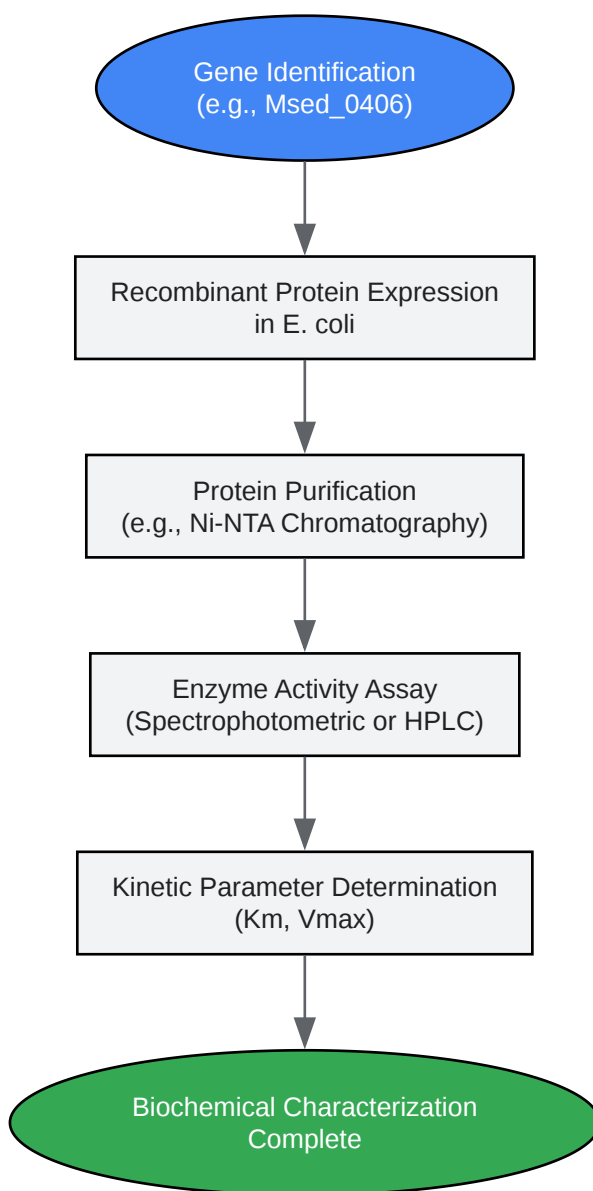 Gene Identification
(e.g., Msed_0406)
Recombinant Protein Expression
in E. coli
Protein Purification
(e.g., Ni-NTA Chromatography)
Enzyme Activity Assay
(Spectrophotometric or HPLC)
Kinetic Parameter Determination
(Km, Vmax)
Biochemical Characterization
Complete